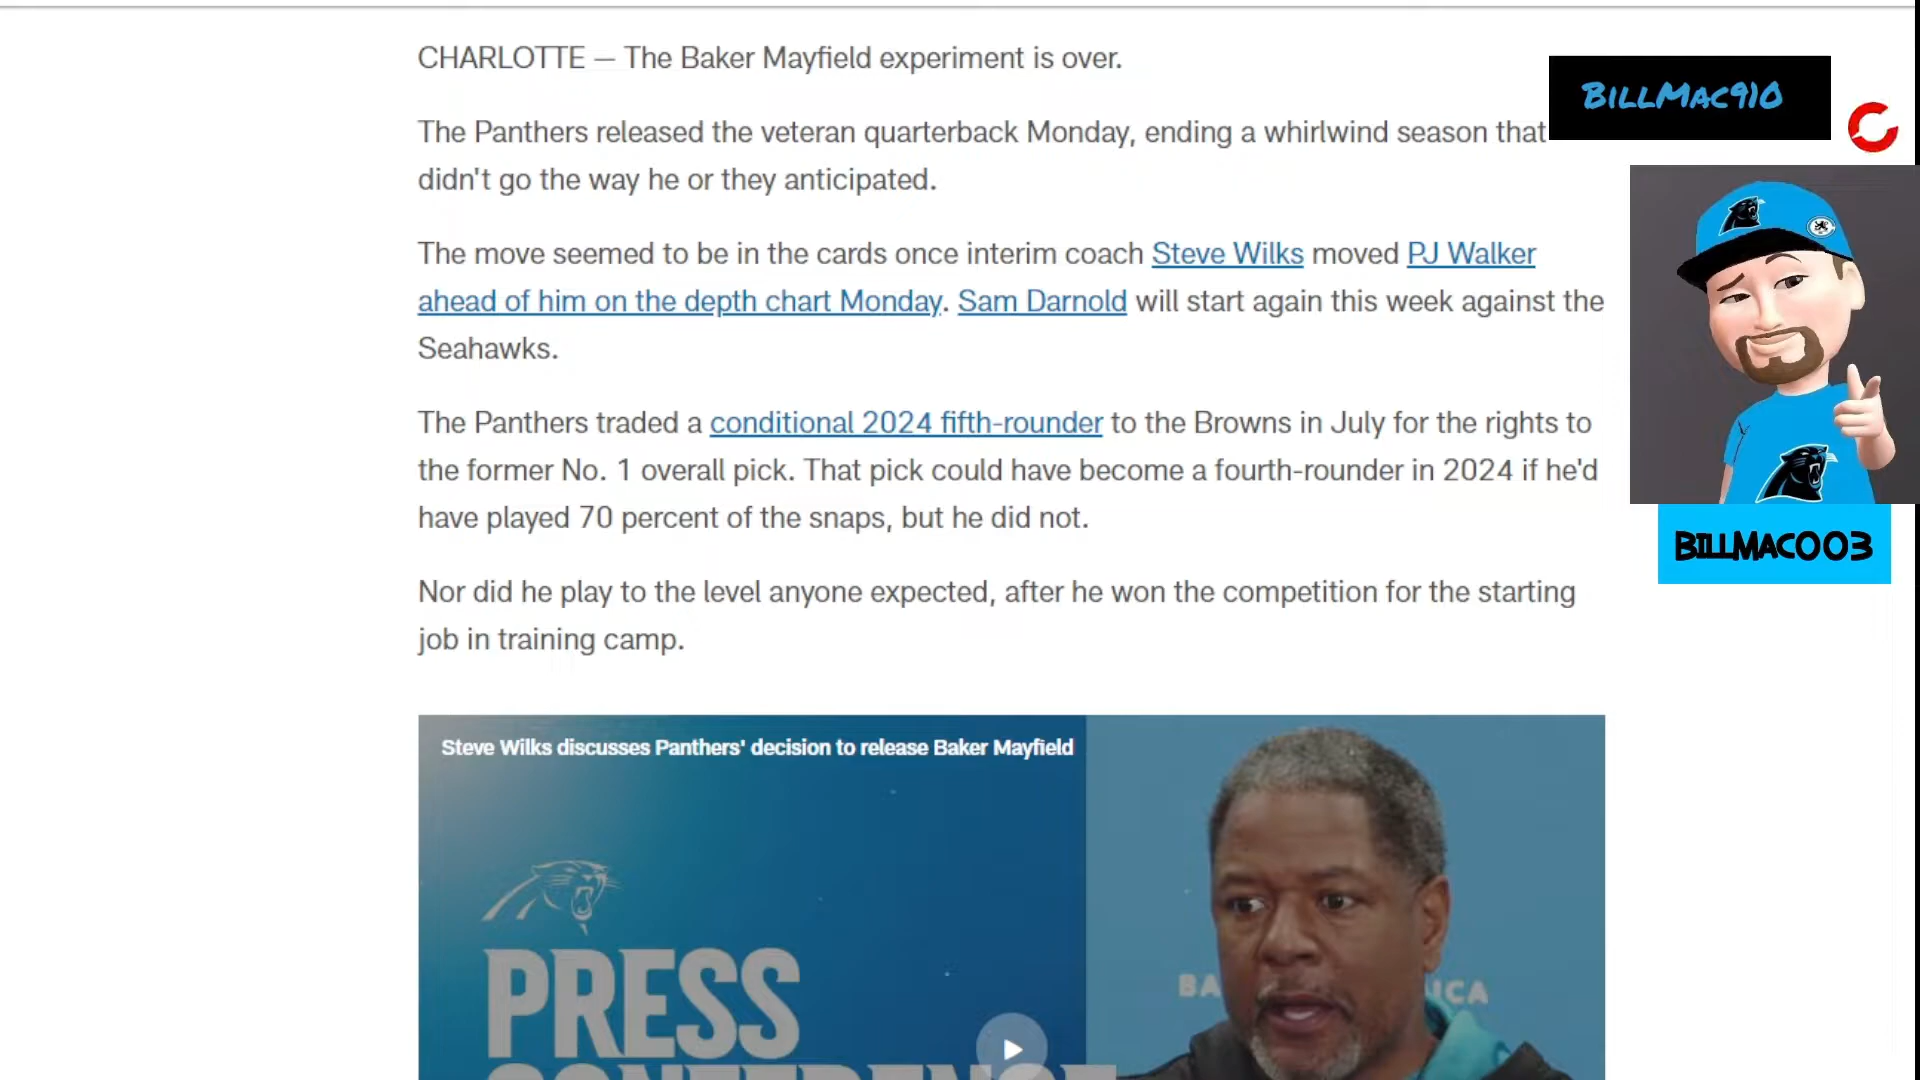 CHARLOTTE — The Baker Mayfield experiment is over.
BILLMAC910
The Panthers released the veteran quarterback Monday, ending a whirlwind season that
didn't go the way he or they anticipated.
The move seemed to be in the cards once interim coach Steve Wilks moved PJ Walker
ahead of him on the depth chart Monday. Sam Darnold will start again this week against the
Seahawks.
The Panthers traded a conditional 2024 fifth-rounder to the Browns in July for the rights to
the former No. 1 overall pick. That pick could have become a fourth-rounder in 2024 if he'd
have played 70 percent of the snaps, but he did not.
BILLMAC003
Nor did he play to the level anyone expected, after he won the competition for the starting
job in training camp.
Steve Wilks discusses Panthers' decision to release Baker Mayfield
PRESS
CONFERENCE